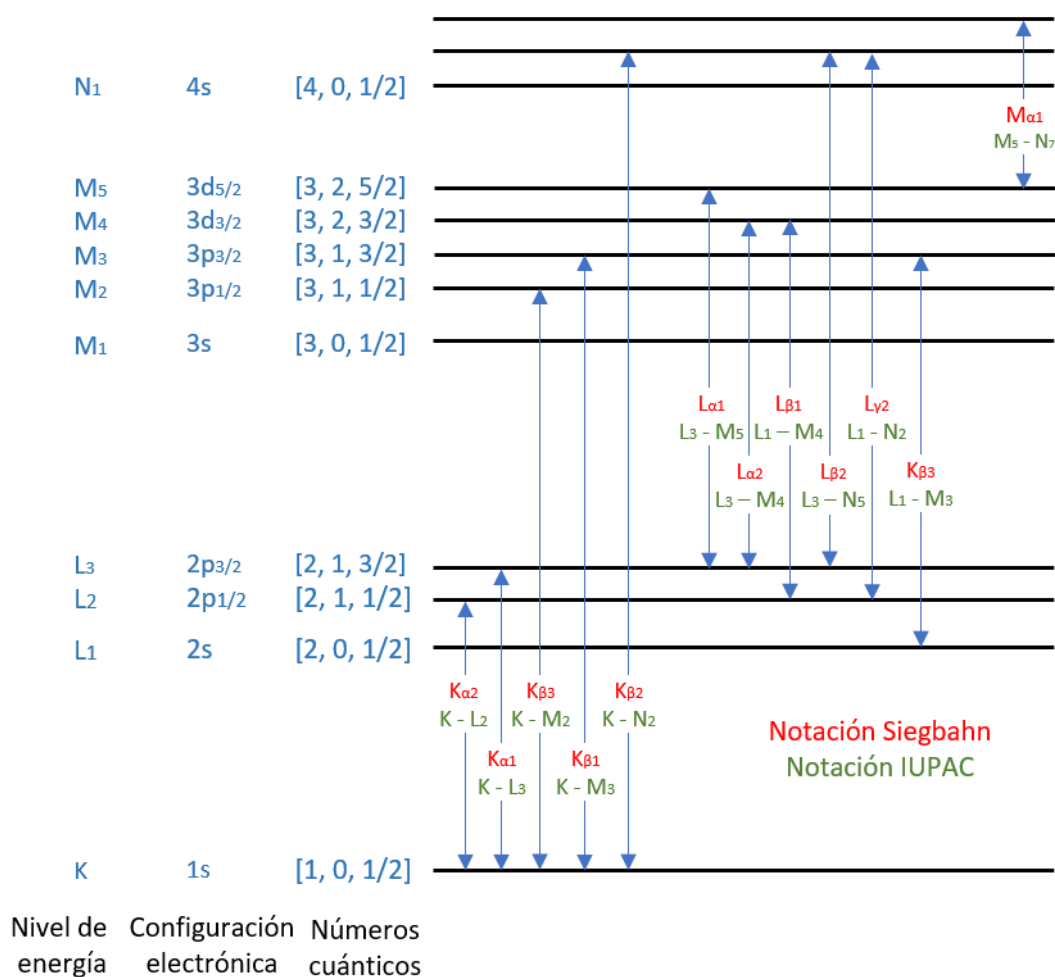 N1 4s [4, 0, 1/2]
Mα1
M5 - N7
M5 3d5/2 [3, 2, 5/2]
M4 3d3/2 [3, 2, 3/2]
M3 3p3/2 [3, 1, 3/2]
M2 3p1/2 [3, 1, 1/2]
M1 3s [3, 0, 1/2]
Lα1 Lβ1 Lγ2
L3 - M5 L1 – M4 L1 - N2
Lα2 Lβ2 Kβ3
L3 – M4 L3 – N5 L1 - M3
L3 2p3/2 [2, 1, 3/2]
L2 2p1/2 [2, 1, 1/2]
L1 2s [2, 0, 1/2]
Kα2 Kβ3 Kβ2
K - L2 K - M2 K - N2
Notación Siegbahn
Kα1 Kβ1
Notación IUPAC
K - L3 K - M3
K 1s [1, 0, 1/2]
Nivel de Configuración Números
energía electrónica cuánticos